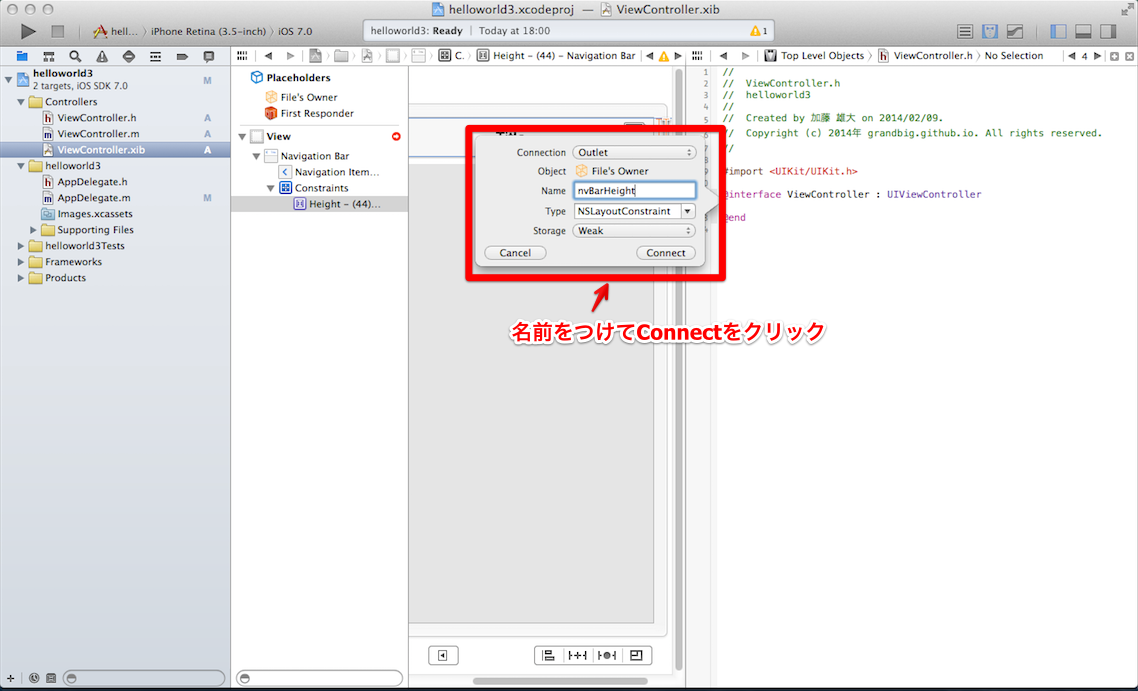 helloworld3.xcodeproj — ViewController.xib
hell... 〉 iPhone Retina (3.5-inch) 〉 iOS 7.0
helloworld3: Ready | Today at 18:00
1
C. 〉 Height – (44) – Navigation Bar
Top Level Objects 〉 ViewController.h 〉 No Selection
4
helloworld3
M
2 targets, iOS SDK 7.0
Controllers
ViewController.h
A
ViewController.m
A
ViewController.xib
A
helloworld3
AppDelegate.h
AppDelegate.m
M
Images.xcassets
Supporting Files
helloworld3Tests
Frameworks
Products
Placeholders
File's Owner
First Responder
View
Navigation Bar
Navigation Item...
Constraints
Height – (44)...
Connection
Outlet
Object
File's Owner
Name
nvBarHeight
Type
NSLayoutConstraint
Storage
Weak
Cancel
Connect
名前をつけてConnectをクリック
1 //
2 // ViewController.h
3 // helloworld3
4 //
5 // Created by 加藤 雄大 on 2014/02/09.
6 // Copyright (c) 2014年 grandbig.github.io. All rights reserved.
7 //
#import <UIKit/UIKit.h>
@interface ViewController : UIViewController
@end